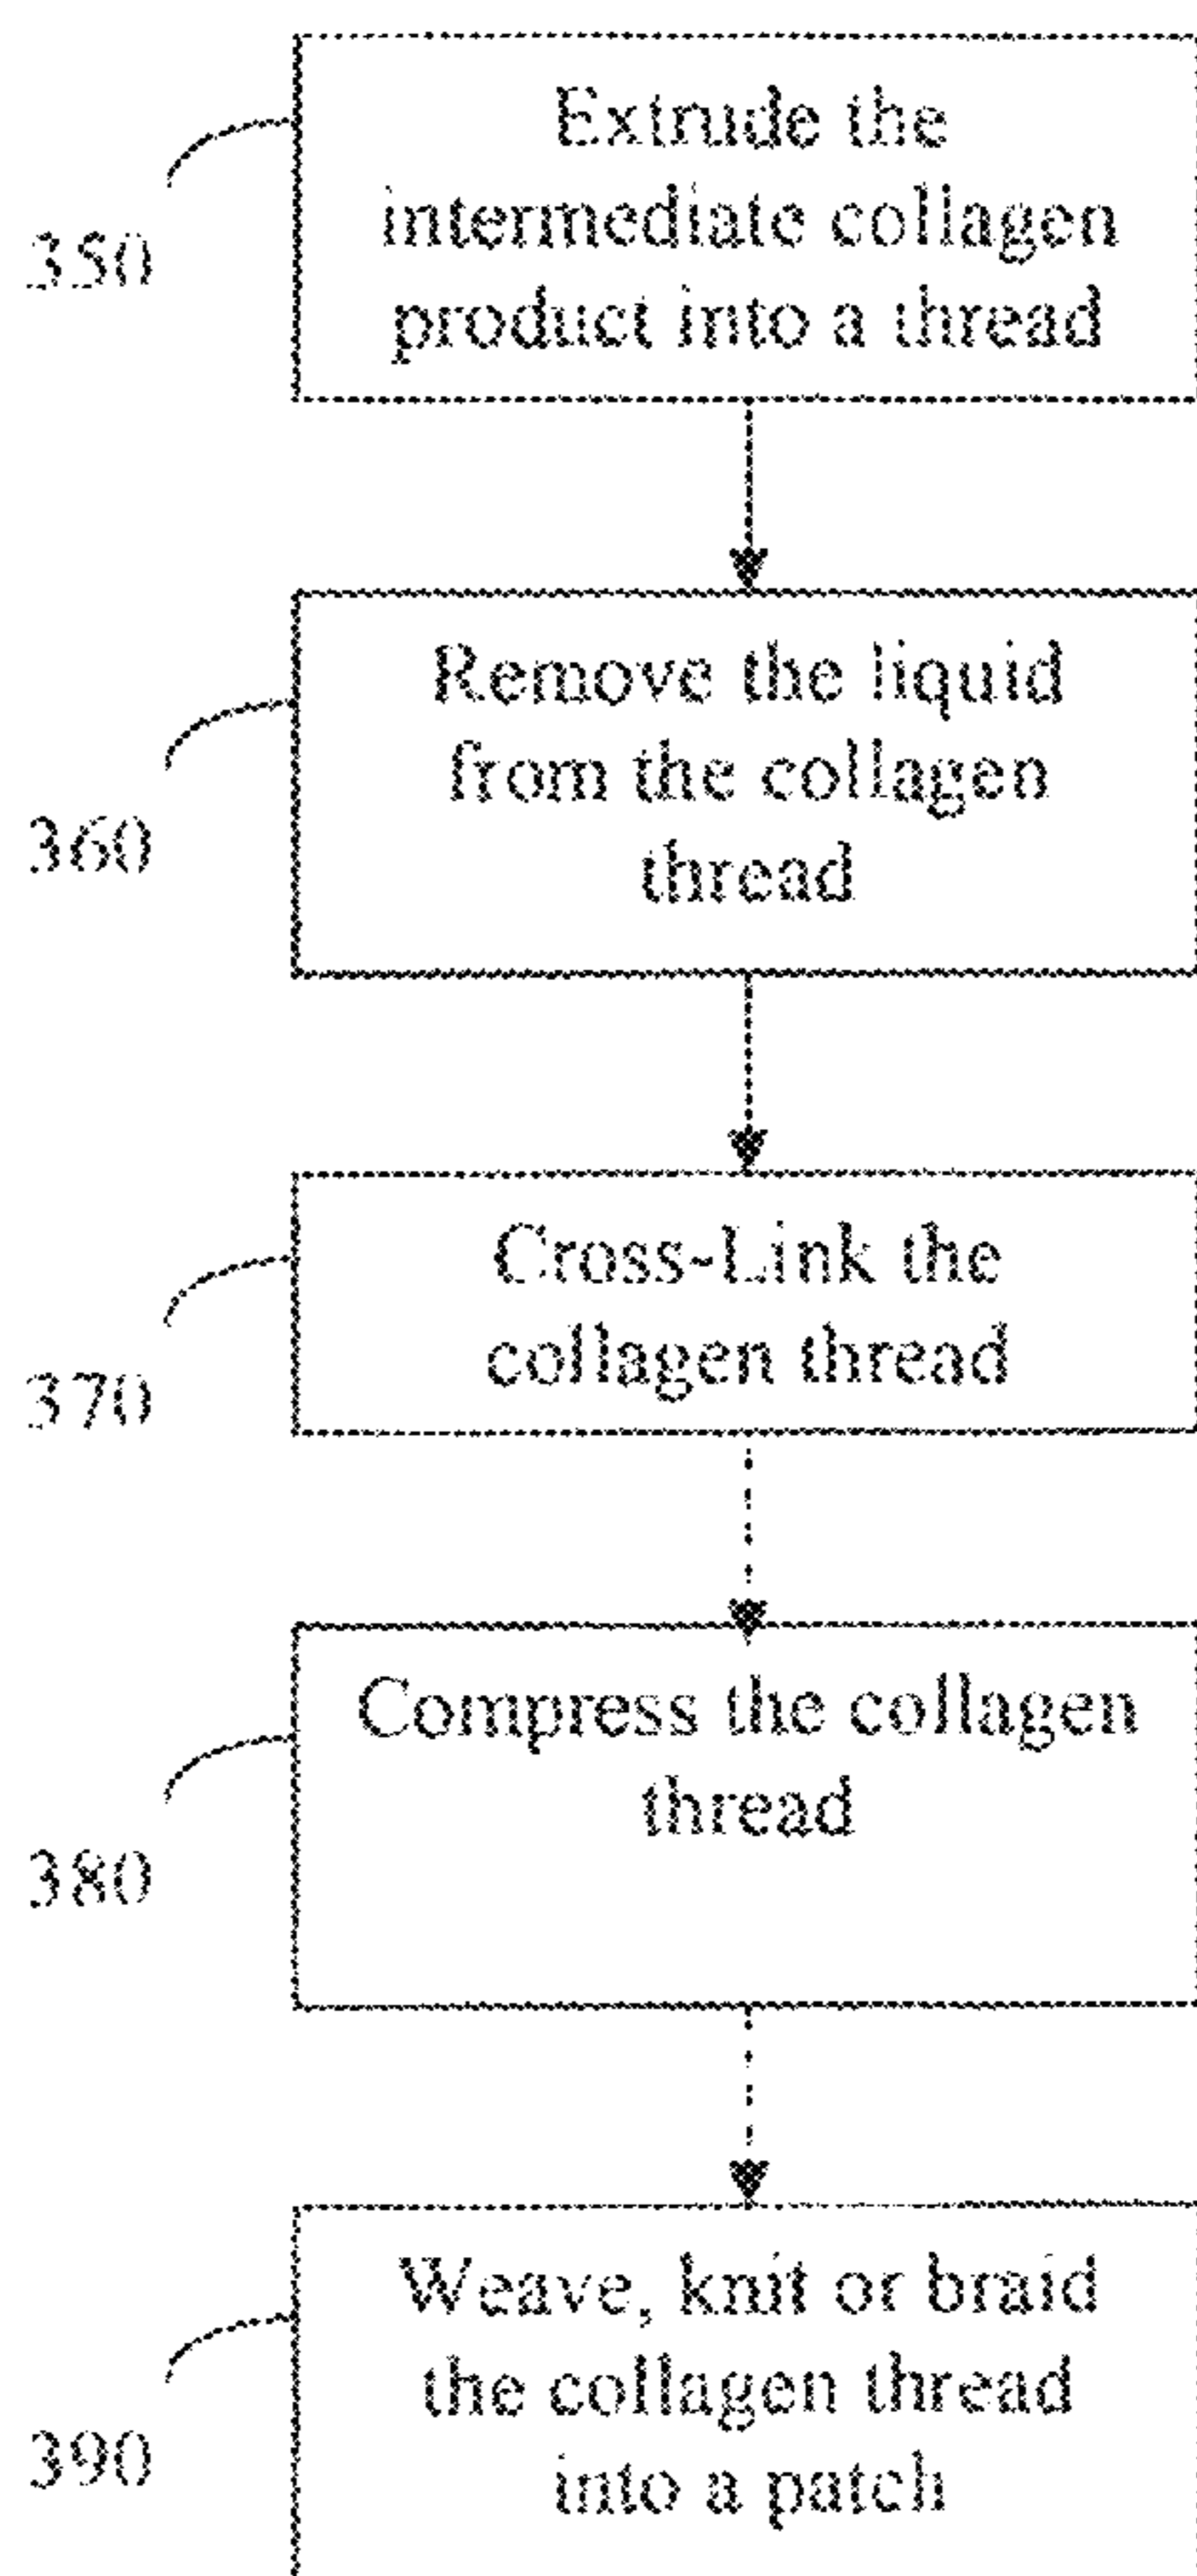 Extrude the
intermediate collagen
product into a thread
350
Remove the liquid
from the collagen
thread
360
Cross-Link the
collagen thread
370
Compress the collagen
thread
380
Weave, knit or braid
the collagen thread
into a patch
390